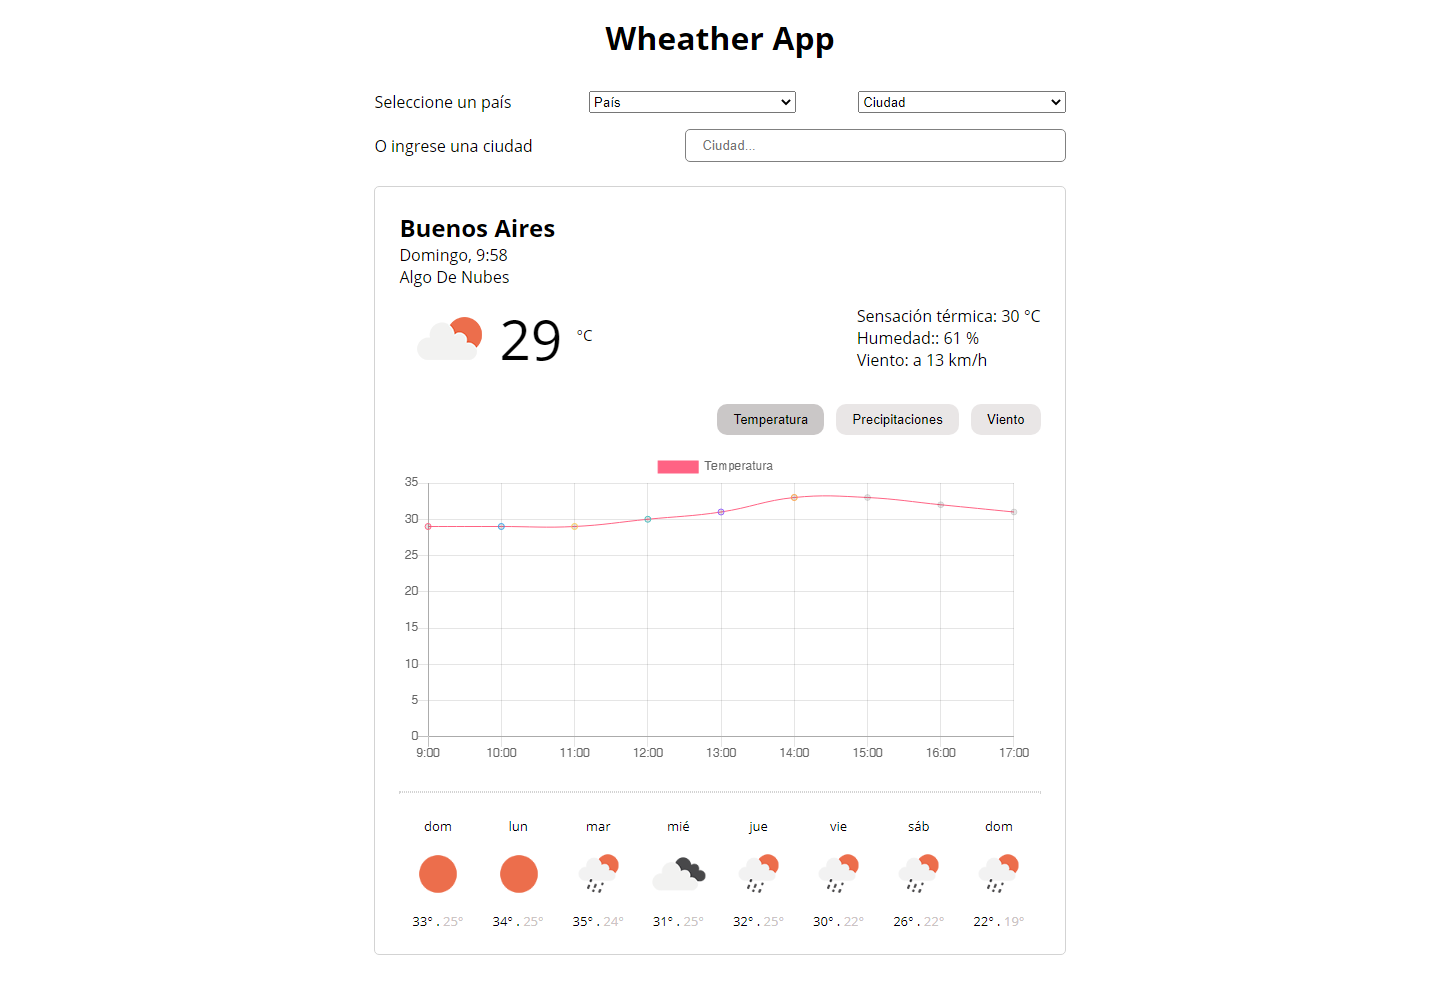 Wheather App
Seleccione un país País Ciudad
O ingrese una ciudad Ciudad...
Buenos Aires
Domingo, 9:58
Algo De Nubes
29 °C
Sensación térmica: 30 °C
Humedad:: 61 %
Viento: a 13 km/h
Temperatura Precipitaciones Viento
Temperatura
35
30
25
20
15
10
5
0
9:00 10:00 11:00 12:00 13:00 14:00 15:00 16:00 17:00
dom lun mar mié jue vie sáb dom
33° . 25° 34° . 25° 35° . 24° 31° . 25° 32° . 25° 30° . 22° 26° . 22° 22° . 19°